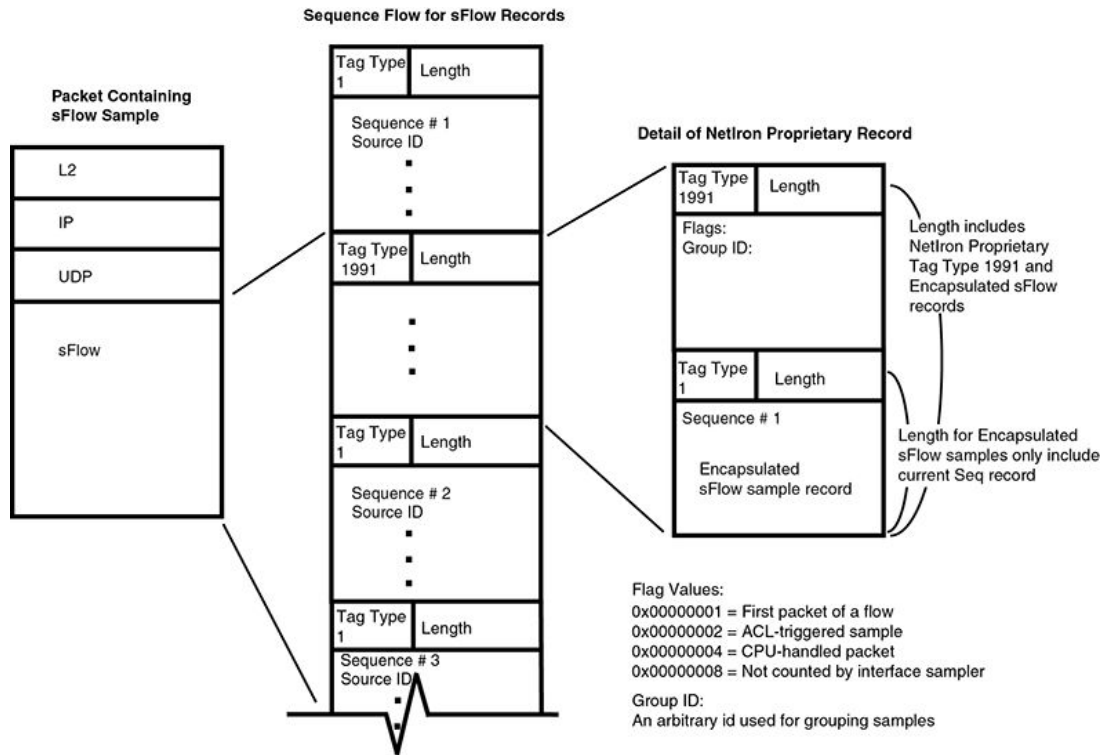 Sequence Flow for sFlow Records
Packet Containing
sFlow Sample
L2
IP
UDP
sFlow
Tag Type
1
Length
Sequence # 1
Source ID
Tag Type
1991
Length
Tag Type
1
Length
Sequence # 2
Source ID
Tag Type
1
Length
Sequence # 3
Source ID
Detail of NetIron Proprietary Record
Tag Type
1991
Length
Flags:
Group ID:
Tag Type
1
Length
Sequence # 1
Encapsulated
sFlow sample record
Length includes
NetIron Proprietary
Tag Type 1991 and
Encapsulated sFlow
records
Length for Encapsulated
sFlow samples only include
current Seq record
Flag Values:
0x00000001 = First packet of a flow
0x00000002 = ACL-triggered sample
0x00000004 = CPU-handled packet
0x00000008 = Not counted by interface sampler
Group ID:
An arbitrary id used for grouping samples